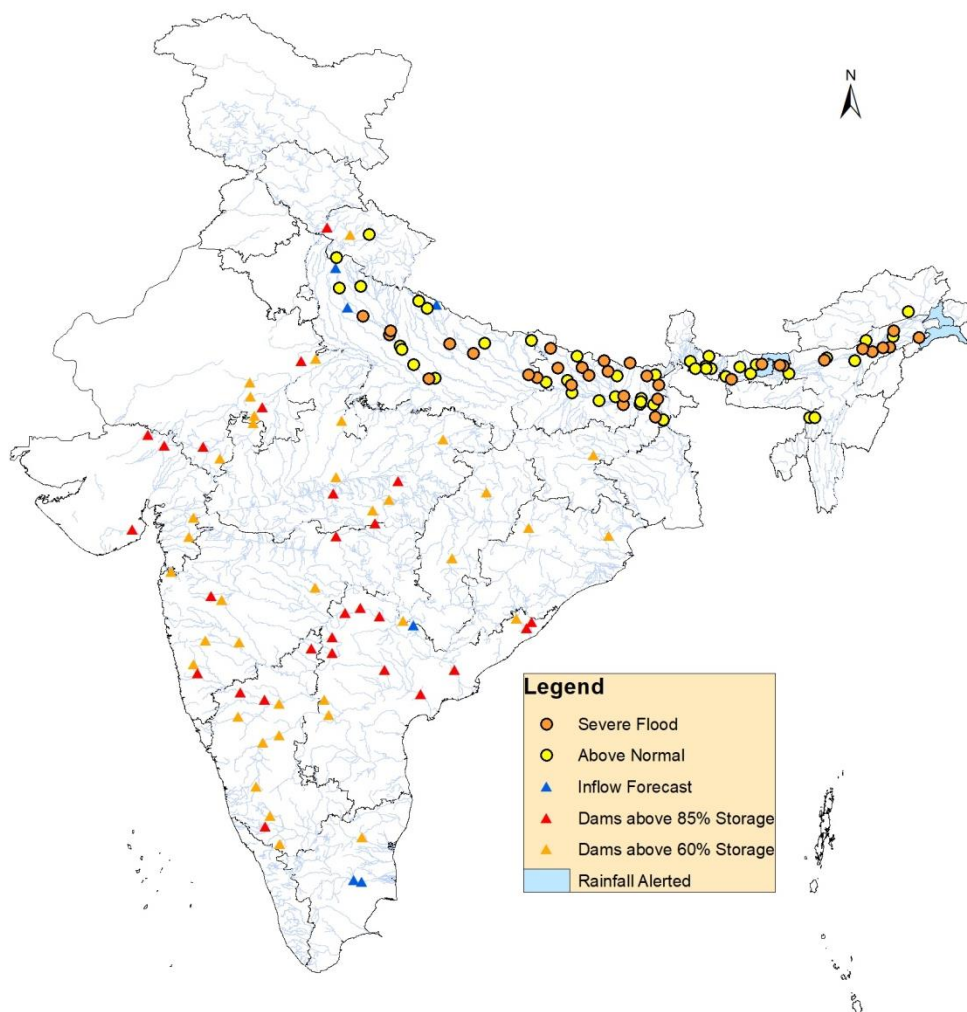 N
Legend
Severe Flood
Above Normal
Inflow Forecast
Dams above 85% Storage
Dams above 60% Storage
Rainfall Alerted